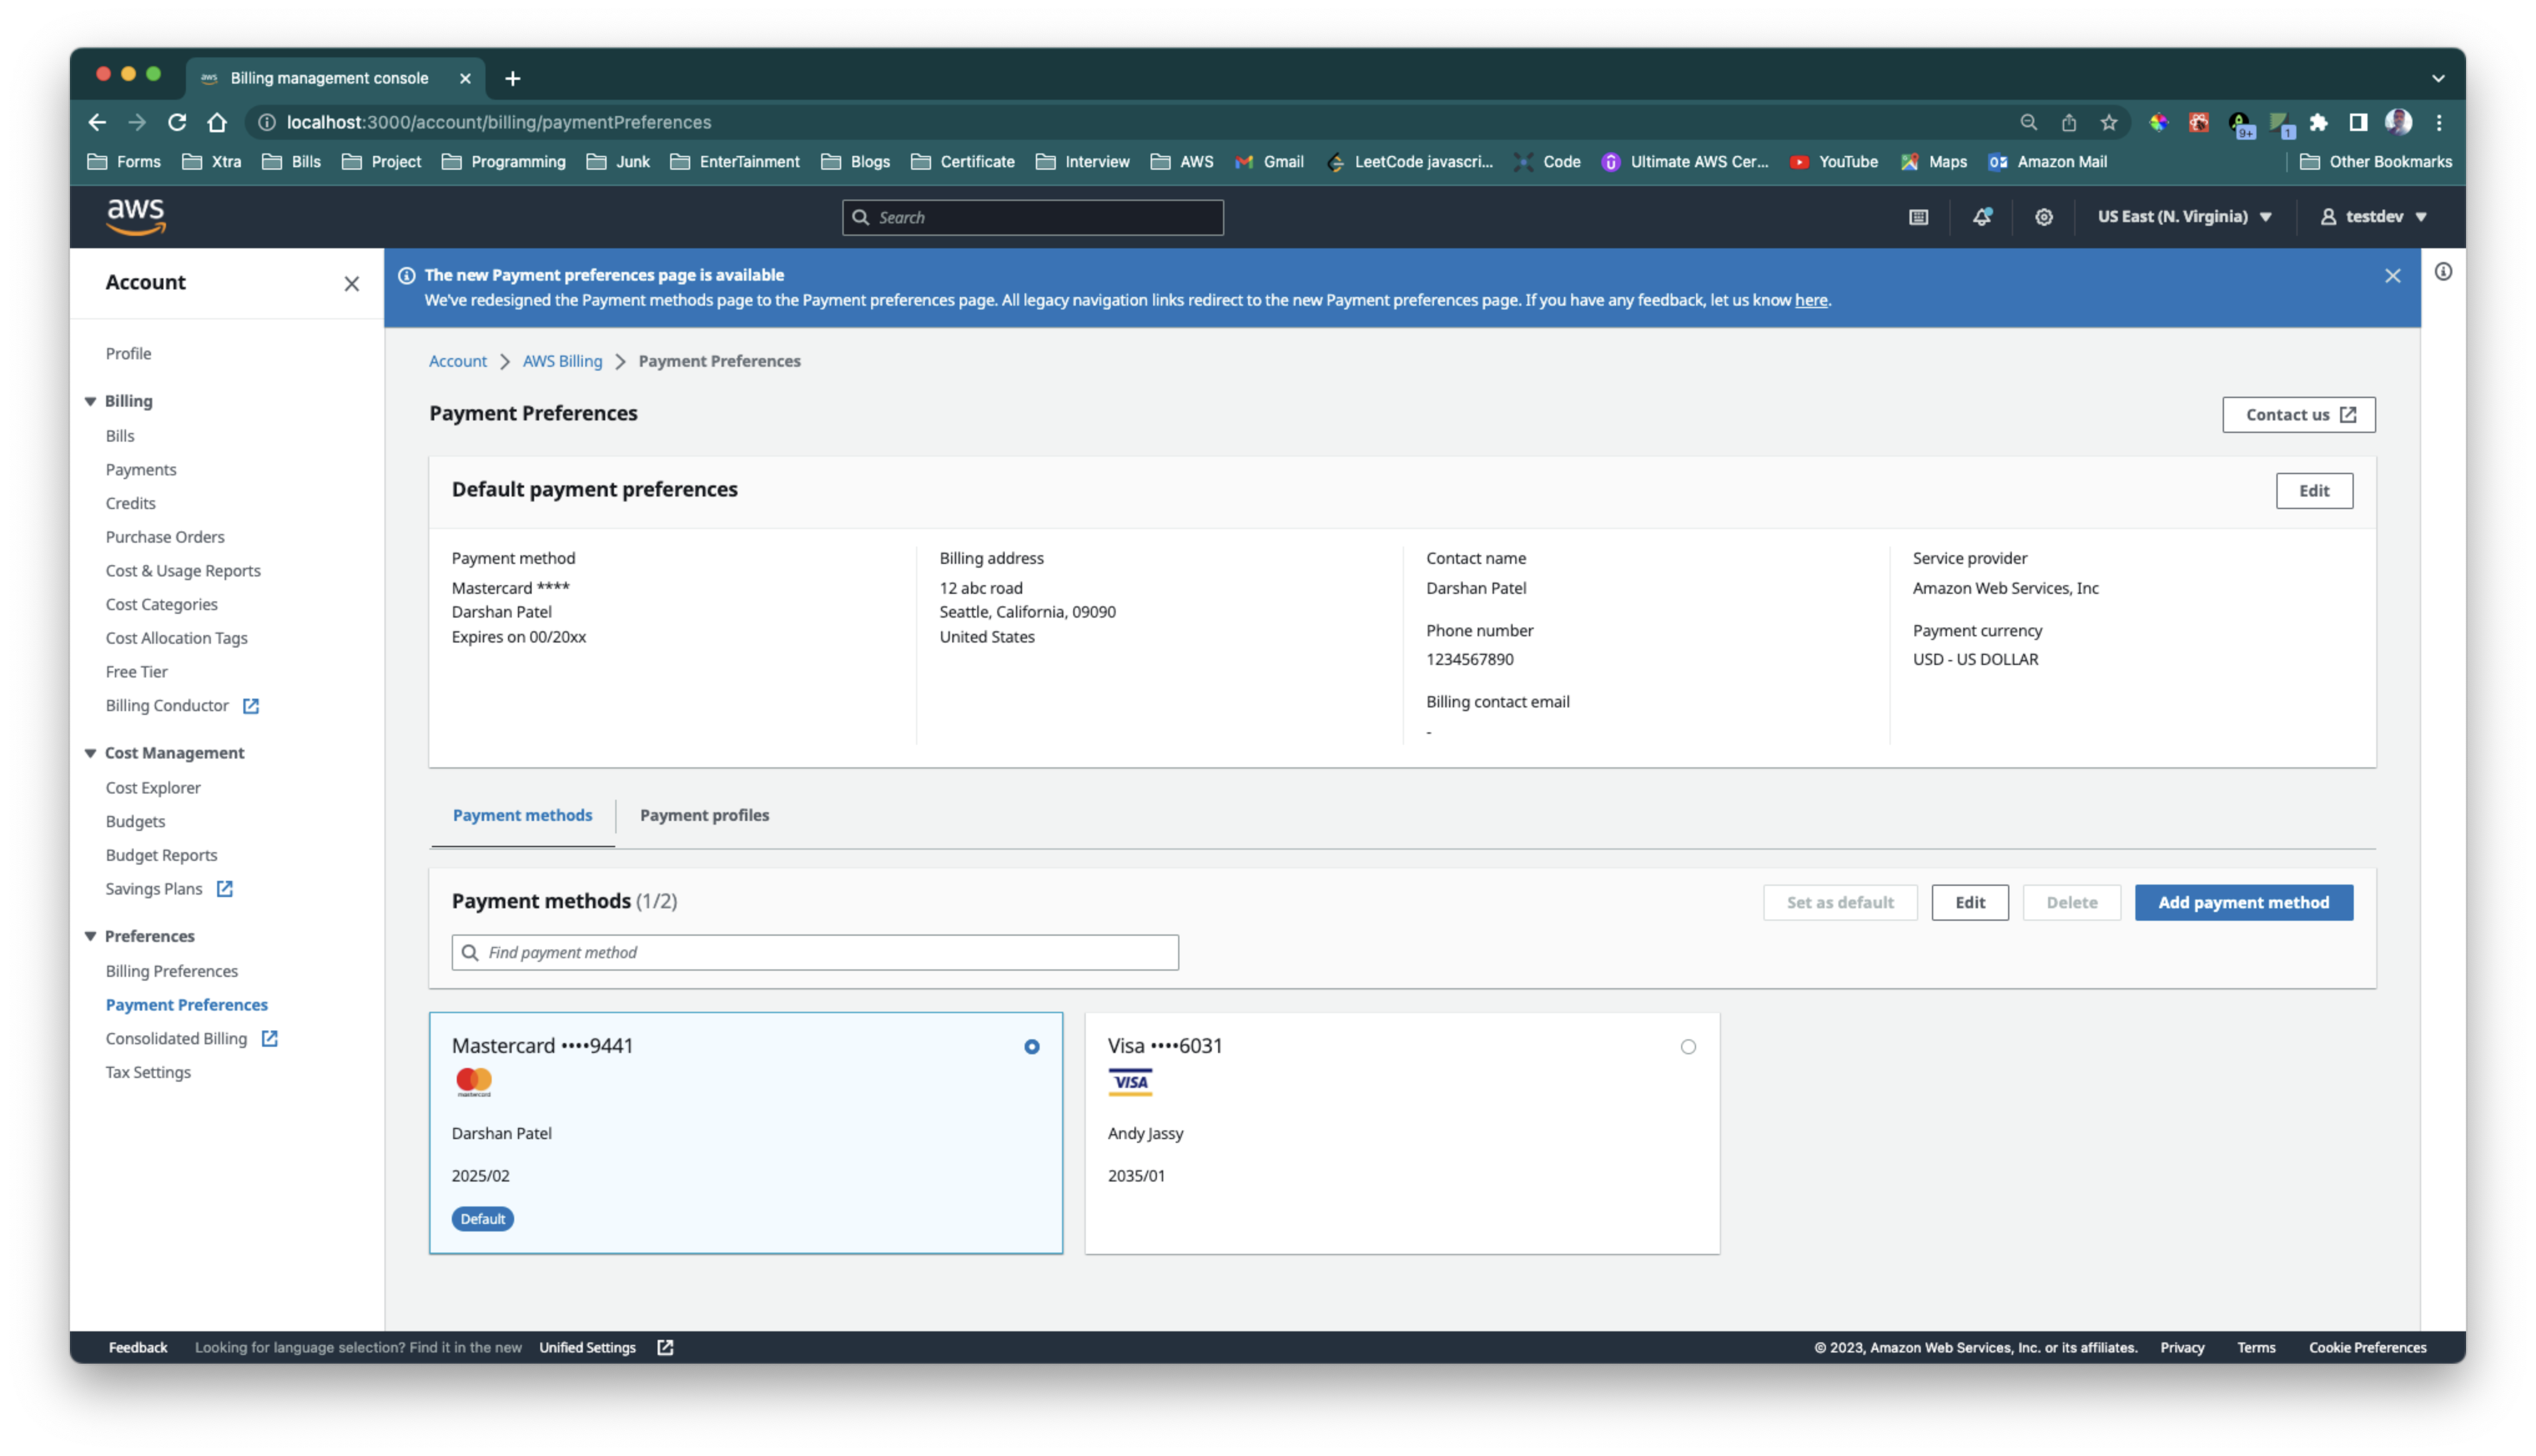 aws Billing management console
localhost:3000/account/billing/paymentPreferences
9+ 1
Forms Xtra Bills Project Programming Junk EnterTainment Blogs Certificate Interview AWS Gmail LeetCode javascri... Code Ultimate AWS Cer... YouTube Maps Amazon Mail Other Bookmarks
aws Search US East (N. Virginia) testdev
Account
Profile
Billing
Bills
Payments
Credits
Purchase Orders
Cost & Usage Reports
Cost Categories
Cost Allocation Tags
Free Tier
Billing Conductor
Cost Management
Cost Explorer
Budgets
Budget Reports
Savings Plans
Preferences
Billing Preferences
Payment Preferences
Consolidated Billing
Tax Settings
The new Payment preferences page is available
We've redesigned the Payment methods page to the Payment preferences page. All legacy navigation links redirect to the new Payment preferences page. If you have any feedback, let us know here.
Account > AWS Billing > Payment Preferences
Payment Preferences
Contact us
Default payment preferences
Edit
Payment method
Mastercard ****
Darshan Patel
Expires on 00/20xx
Billing address
12 abc road
Seattle, California, 09090
United States
Contact name
Darshan Patel
Phone number
1234567890
Billing contact email
-
Service provider
Amazon Web Services, Inc
Payment currency
USD - US DOLLAR
Payment methods Payment profiles
Payment methods (1/2)
Set as default Edit Delete Add payment method
Find payment method
Mastercard ••••9441
mastercard
Darshan Patel
2025/02
Default
Visa ••••6031
VISA
Andy Jassy
2035/01
Feedback Looking for language selection? Find it in the new Unified Settings © 2023, Amazon Web Services, Inc. or its affiliates. Privacy Terms Cookie Preferences